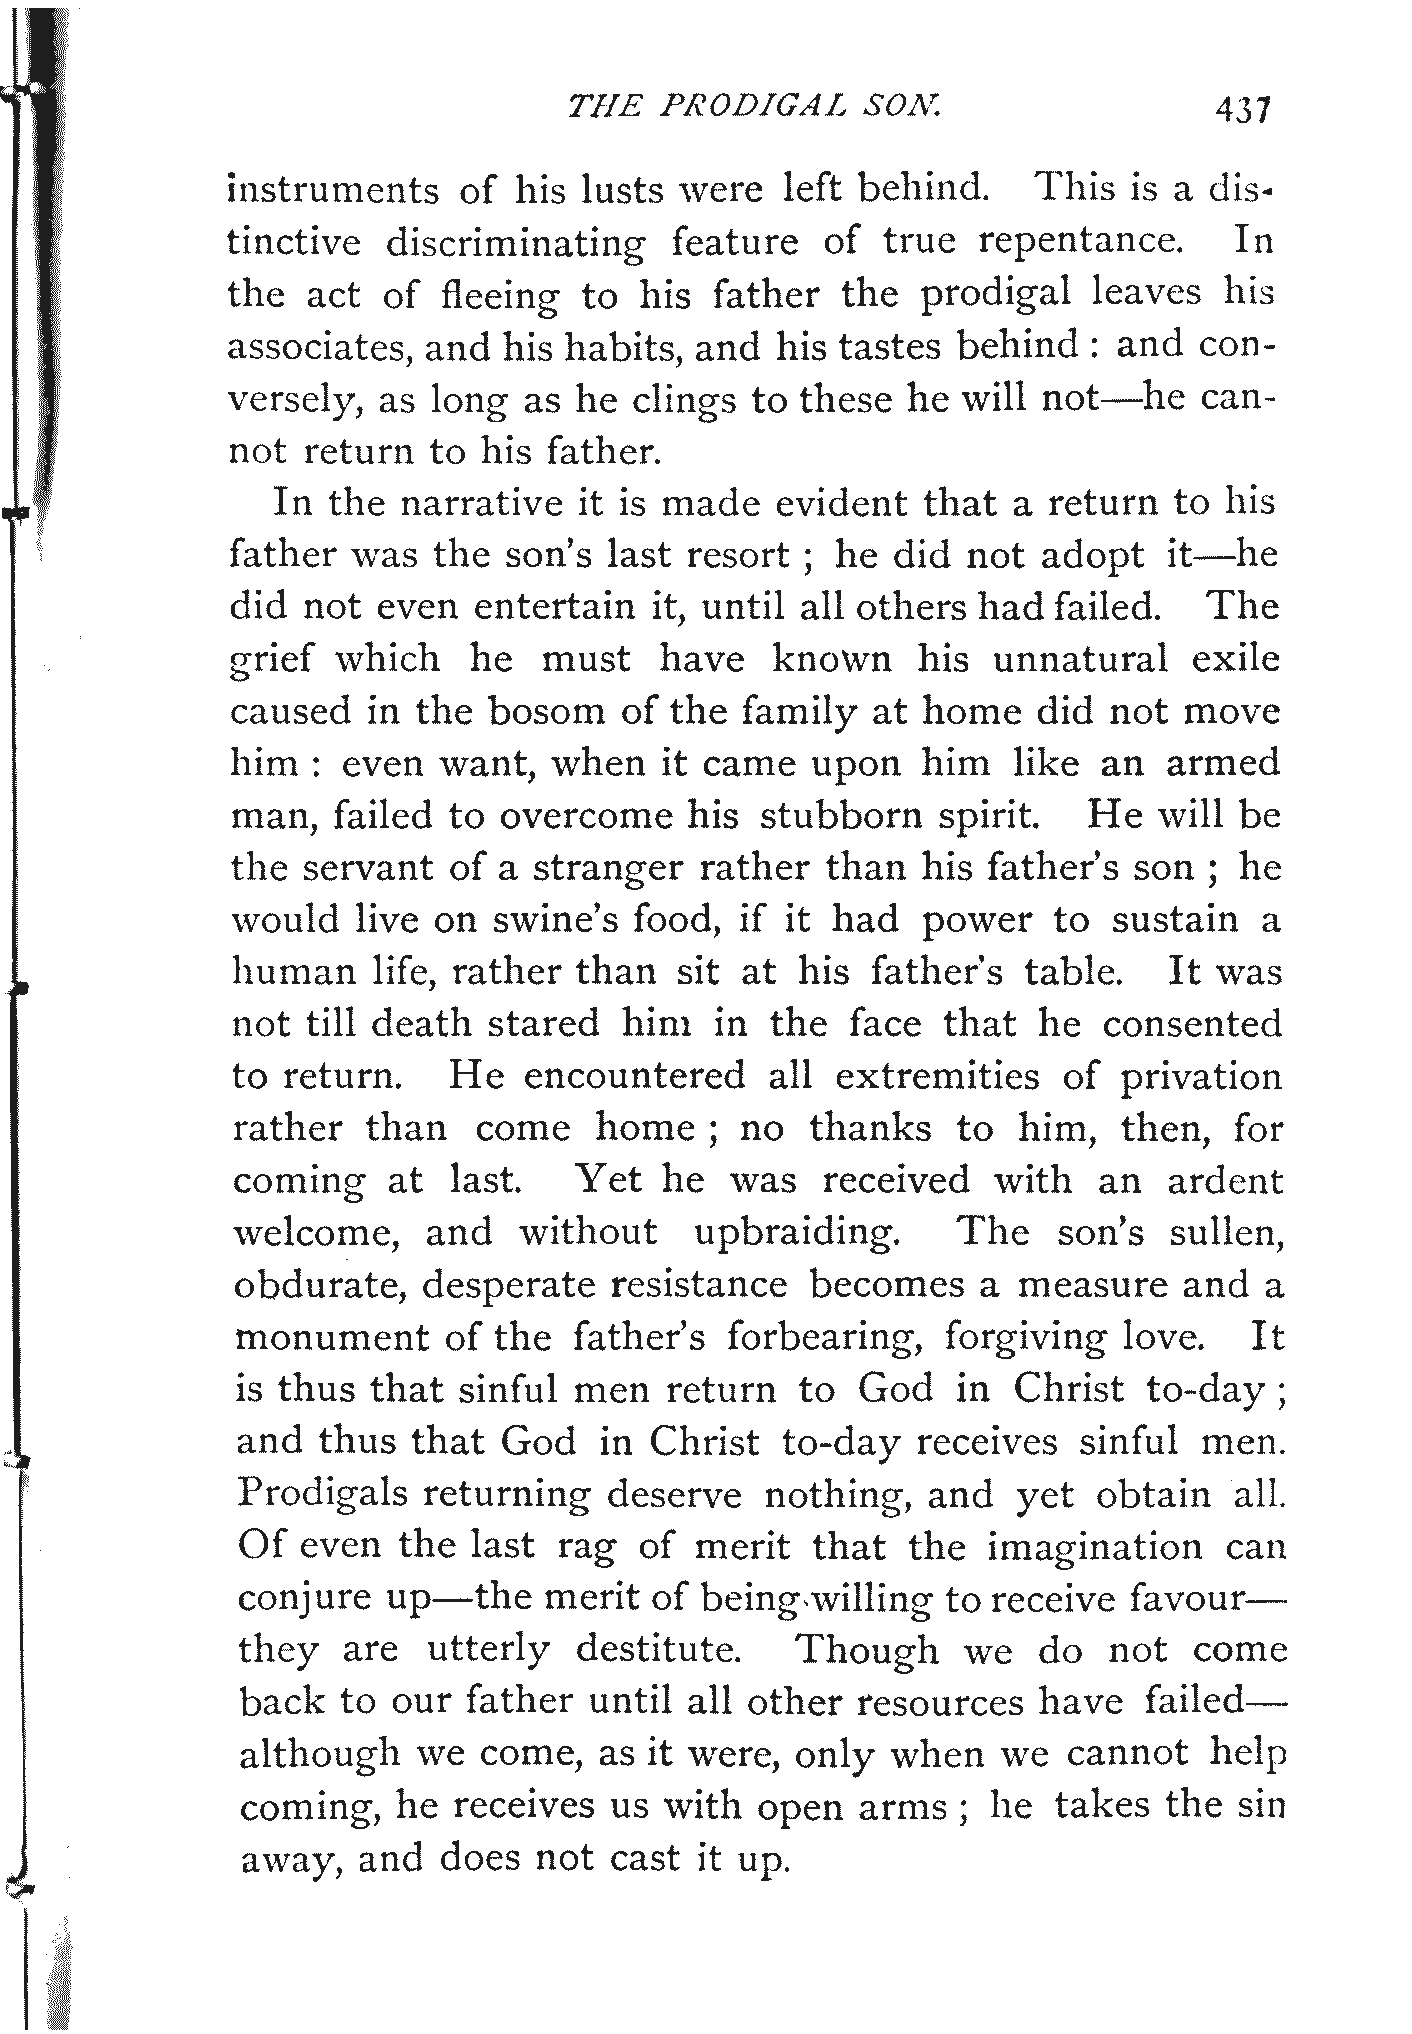 THE PRODIGAL SON. 437
instruments of his lusts were left behind. This is a dis-
tinctive discriminating feature of true repentance. In
the act of fleeing to his father the prodigal leaves his
associates, and his habits, and his tastes behind : and con-
versely, as long as he clings to these he will not—he can-
not return to his father.
In the narrative it is made evident that a return to his
father was the son's last resort ; he did not adopt it—he
did not even entertain it, until all others had failed. The
grief which he must have known his unnatural exile
caused in the bosom of the family at home did not move
him : even want, when it came upon him like an armed
man, failed to overcome his stubborn spirit. He will be
the servant of a stranger rather than his father's son ; he
would live on swine's food, if it had power to sustain a
human life, rather than sit at his father's table. It was
not till death stared him in the face that he consented
to return. He encountered all extremities of privation
rather than come home ; no thanks to him, then, for
coming at last. Yet he was received with an ardent
welcome, and without upbraiding. The son's sullen,
obdurate, desperate resistance becomes a measure and a
monument of the father's forbearing, forgiving love. It
is thus that sinful men return to God in Christ to-day ;
and thus that God in Christ to-day receives sinful men.
Prodigals returning deserve nothing, and yet obtain all.
Of even the last rag of merit that the imagination can
conjure up—the merit of being willing to receive favour—
they are utterly destitute. Though we do not come
back to our father until all other resources have failed—
although we come, as it were, only when we cannot help
coming, he receives us with open arms ; he takes the sin
away, and does not cast it up.